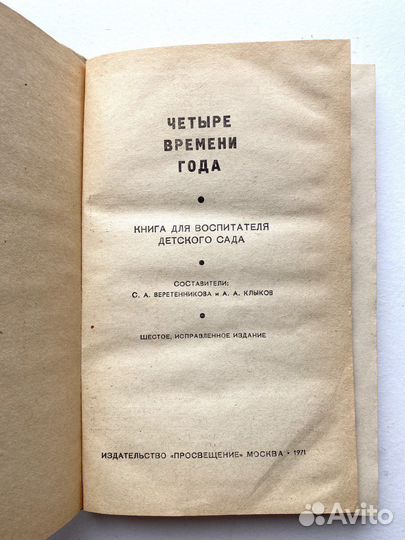 ЧЕТЫРЕ
ВРЕМЕНИ
ГОДА
КНИГА ДЛЯ ВОСПИТАТЕЛЯ
ДЕТСКОГО САДА
СОСТАВИТЕЛИ:
С. А. ВЕРЕТЕННИКОВА и А. А. КЛЫКОВ
ШЕСТОЕ, ИСПРАВЛЕННОЕ ИЗДАНИЕ
ИЗДАТЕЛЬСТВО «ПРОСВЕЩЕНИЕ» МОСКВА • 1971
Avito